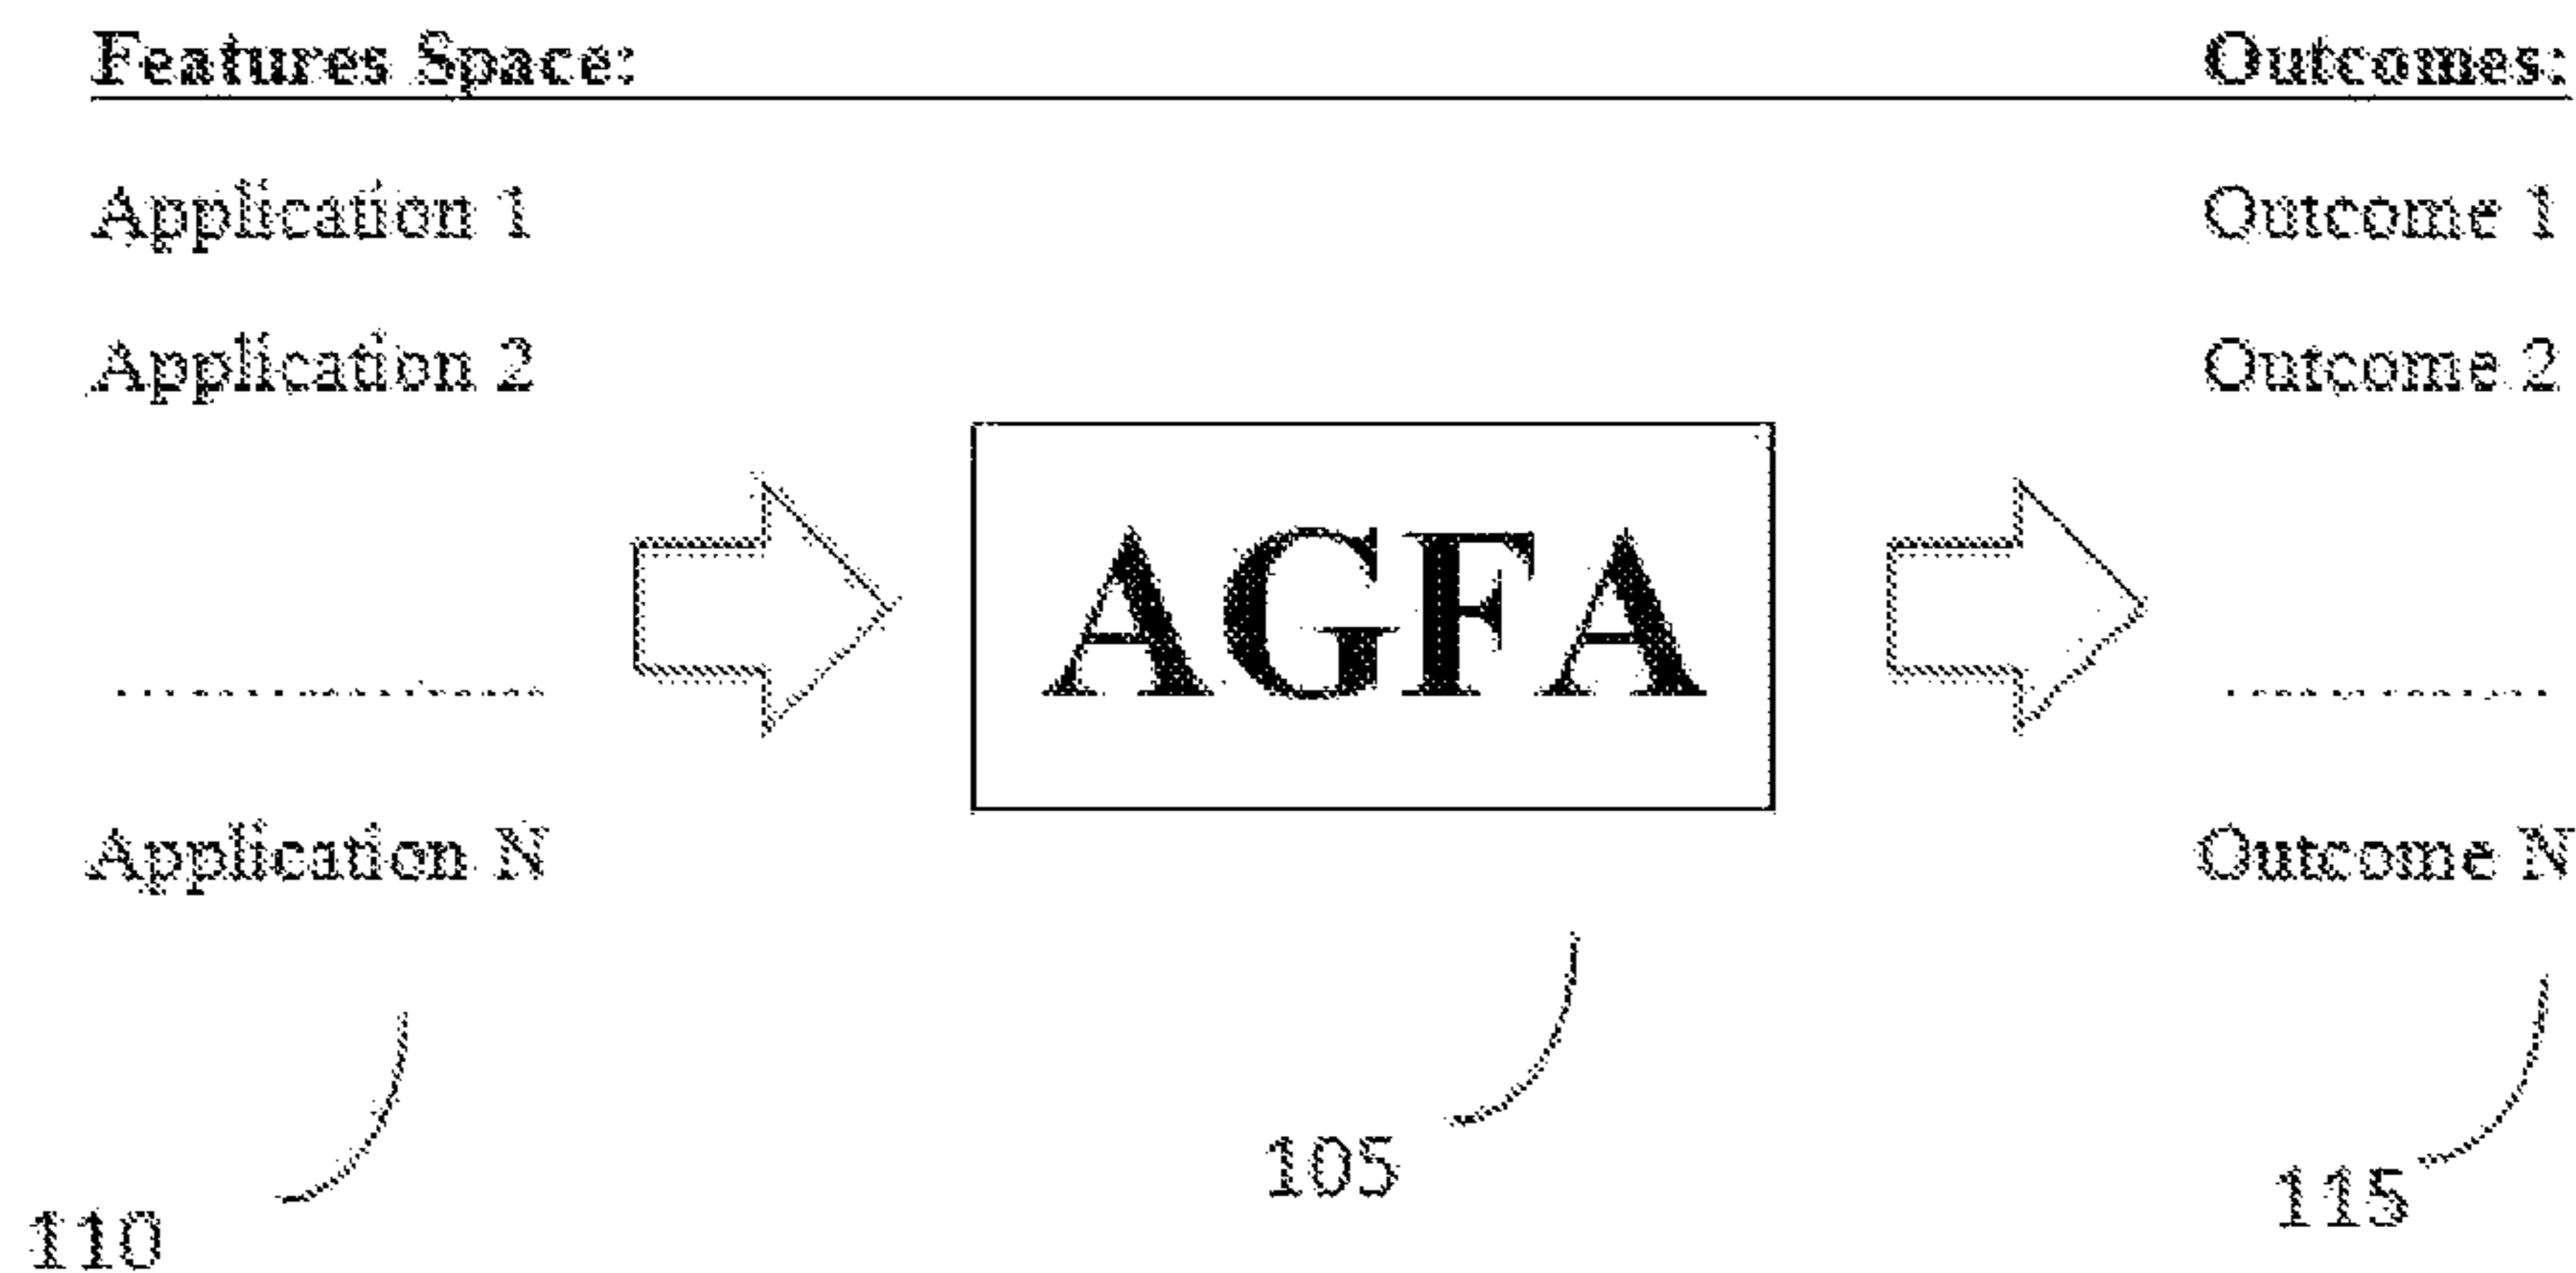 Features Space: Outcomes:
Application 1 Outcome 1
Application 2 Outcome 2
AGFA
Application N Outcome N
105
110 115